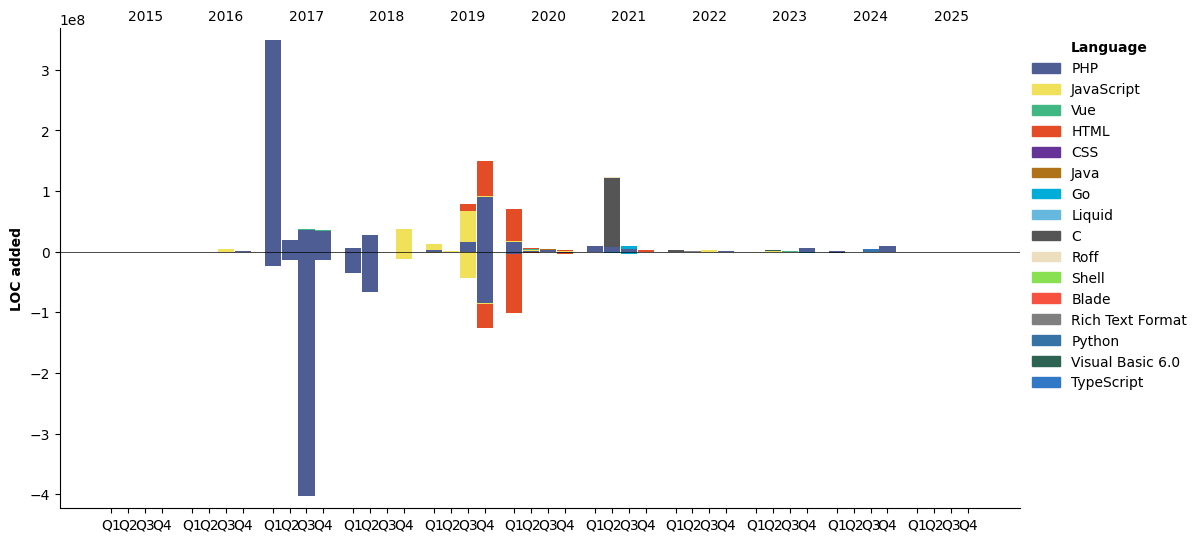 2015 2016 2017 2018 2019 2020 2021 2022 2023 2024 2025
1e8
3
2
1
0
−1
−2
−3
−4
LOC added
Q1Q2Q3Q4 Q1Q2Q3Q4 Q1Q2Q3Q4 Q1Q2Q3Q4 Q1Q2Q3Q4 Q1Q2Q3Q4 Q1Q2Q3Q4 Q1Q2Q3Q4 Q1Q2Q3Q4 Q1Q2Q3Q4 Q1Q2Q3Q4
Language
PHP
JavaScript
Vue
HTML
CSS
Java
Go
Liquid
C
Roff
Shell
Blade
Rich Text Format
Python
Visual Basic 6.0
TypeScript